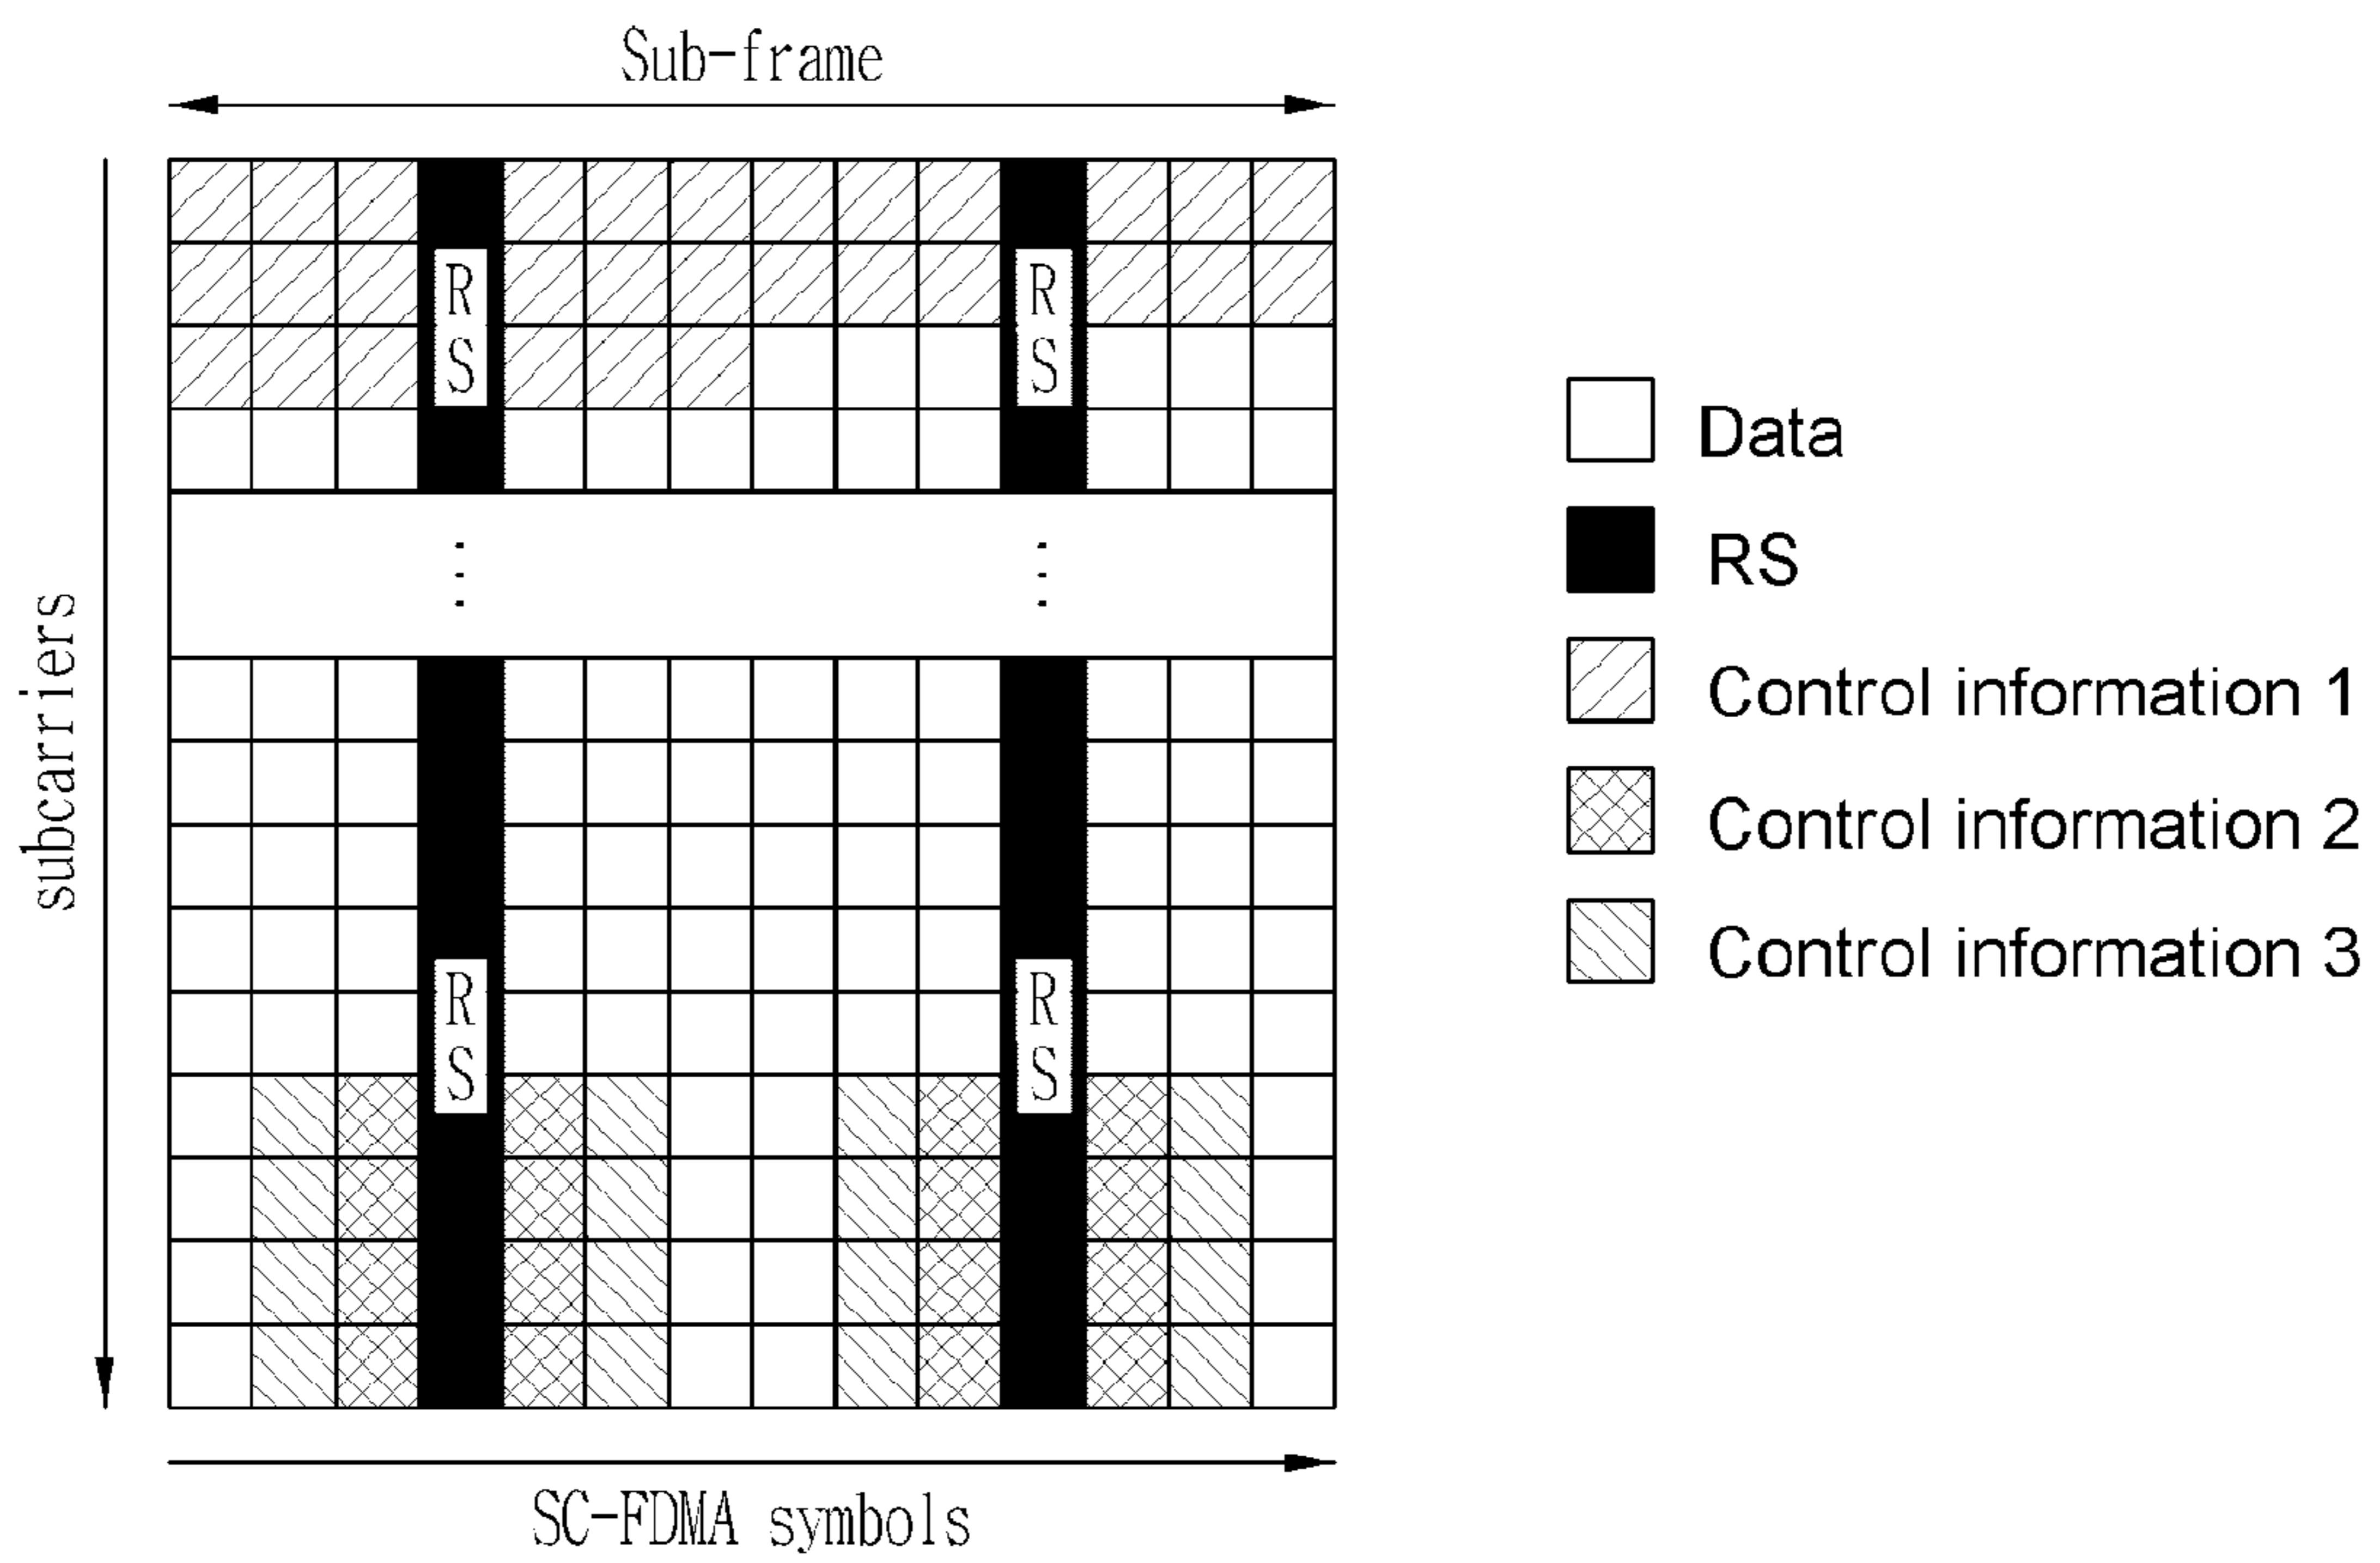 Sub-frame
subcarriers
R
S
R
S
R
S
R
S
SC-FDMA symbols
Data
RS
Control information 1
Control information 2
Control information 3